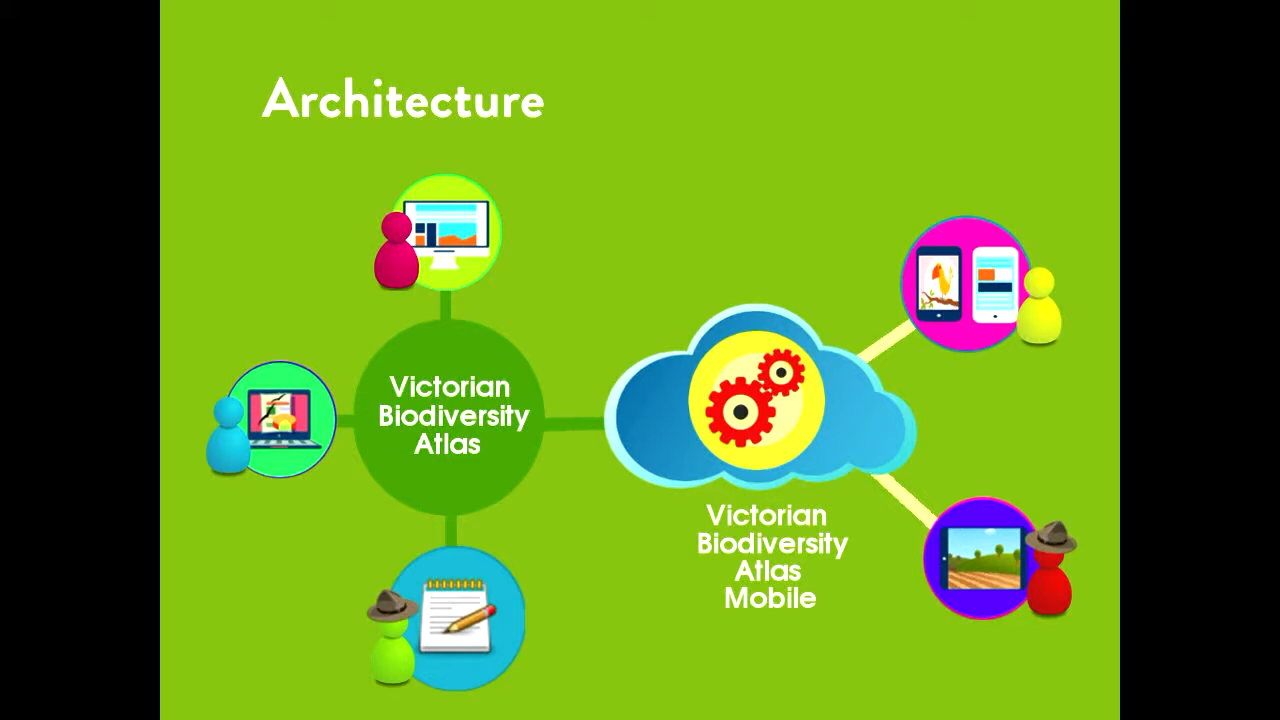 Architecture
Victorian
Biodiversity
Atlas
Victorian
Biodiversity
Atlas
Mobile